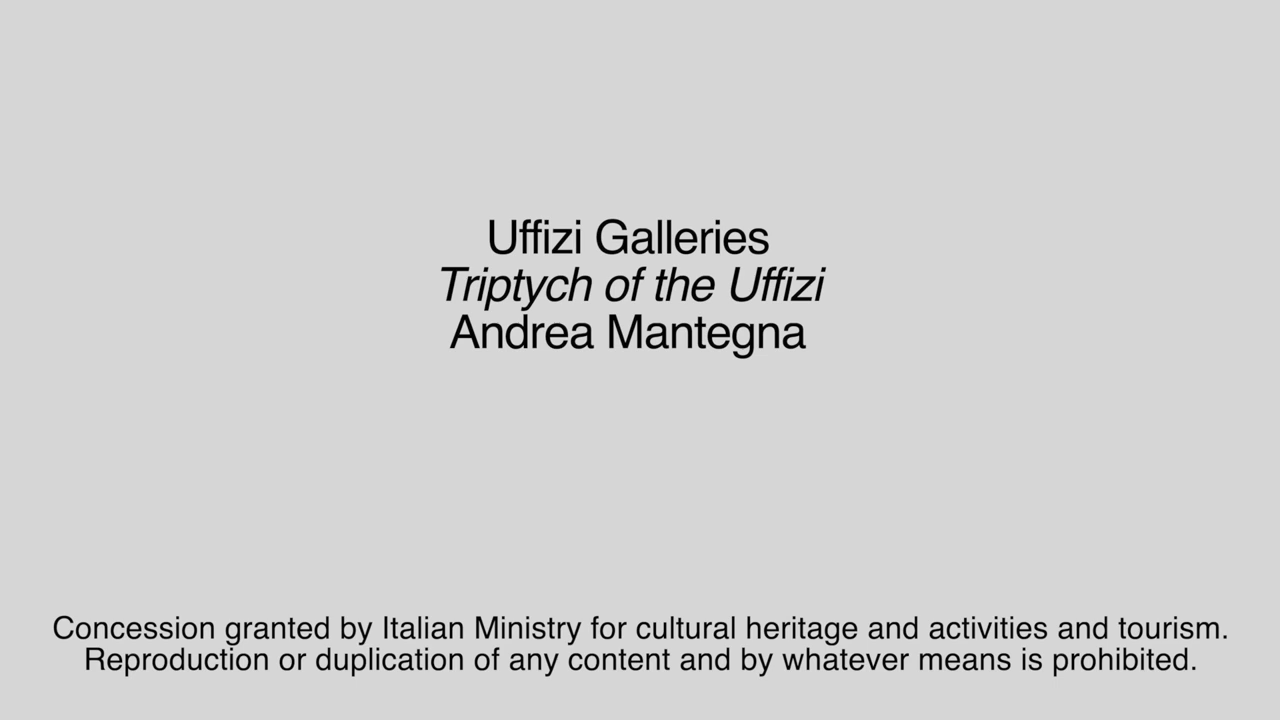 Uffizi Galleries
Triptych of the Uffizi
Andrea Mantegna
Concession granted by Italian Ministry for cultural heritage and activities and tourism.
Reproduction or duplication of any content and by whatever means is prohibited.